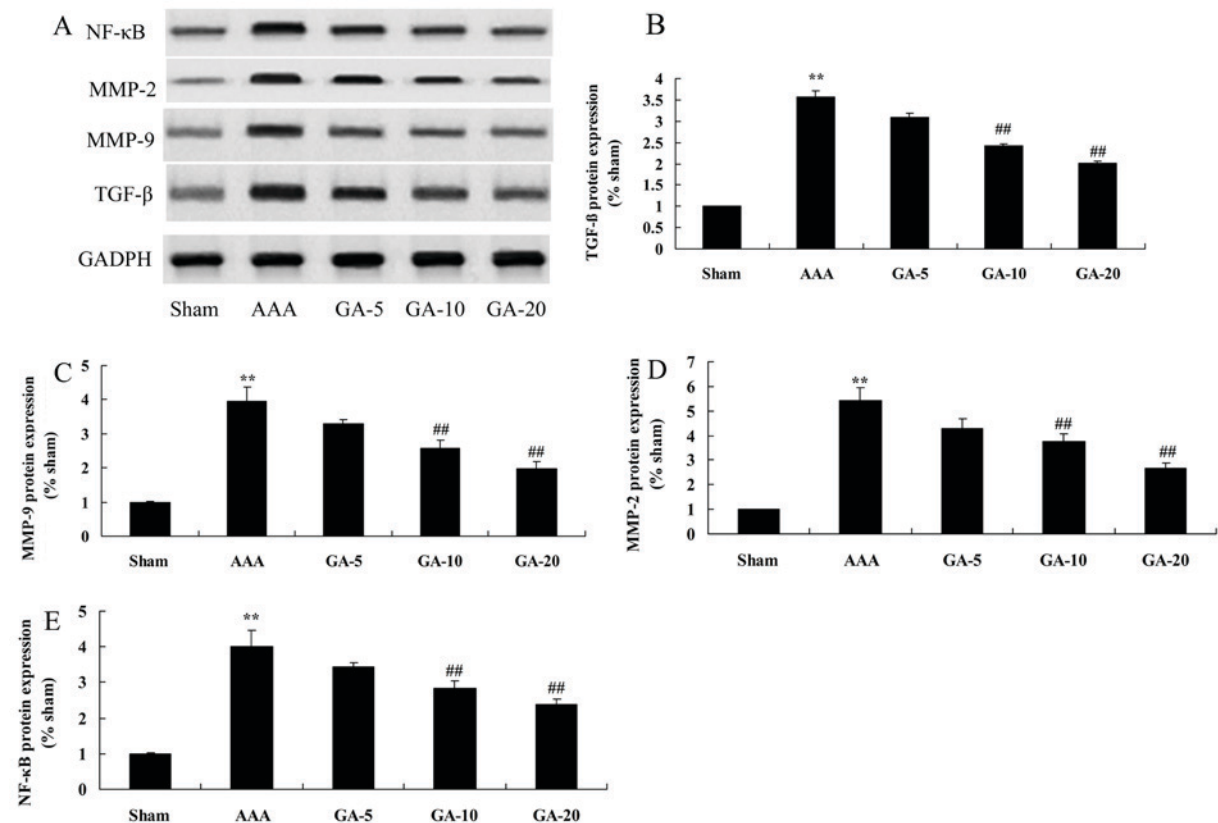 A
NF-κB
MMP-2
MMP-9
TGF-β
GADPH
Sham AAA GA-5 GA-10 GA-20
B
TGF-ß protein expression
(% sham)
4
3.5
3
2.5
2
1.5
1
0.5
0
**
##
##
Sham AAA GA-5 GA-10 GA-20
C
MMP-9 protein expression
(% sham)
5
4
3
2
1
0
**
##
##
Sham AAA GA-5 GA-10 GA-20
D
MMP-2 protein expression
(% sham)
7
6
5
4
3
2
1
0
**
##
##
Sham AAA GA-5 GA-10 GA-20
E
NF-κB protein expression
(% sham)
5
4
3
2
1
0
**
##
##
Sham AAA GA-5 GA-10 GA-20